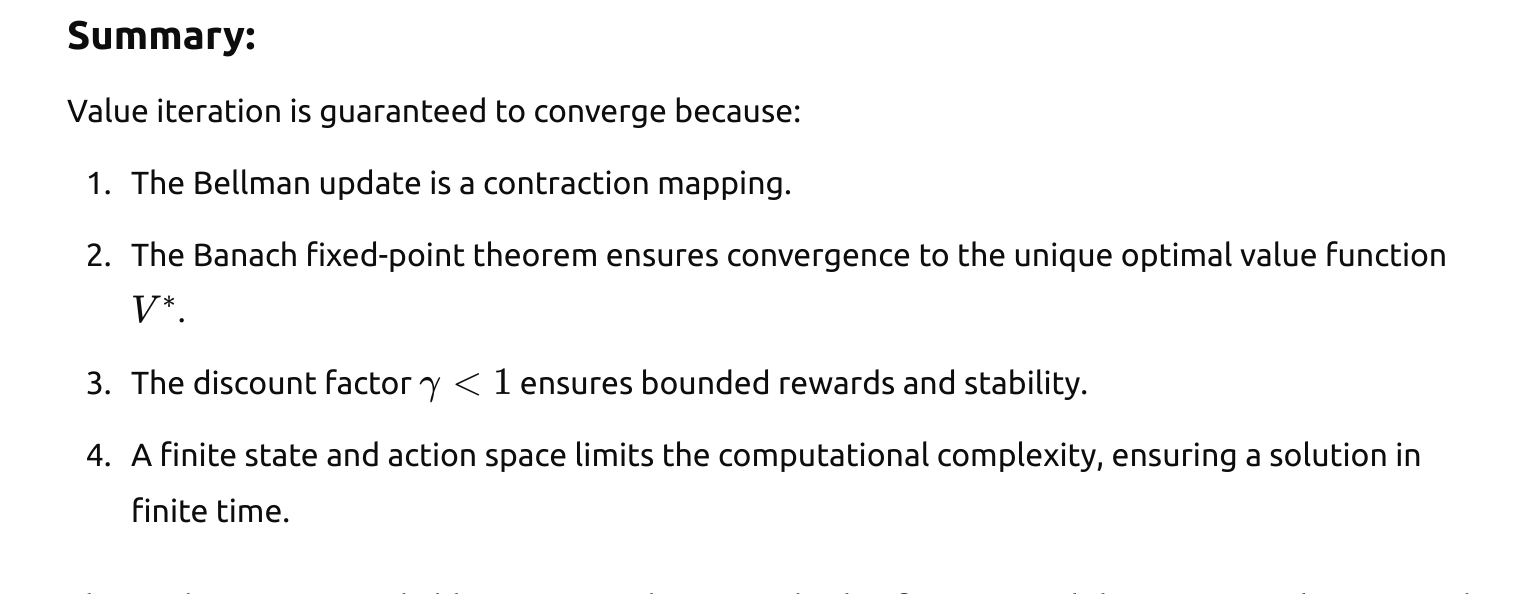 Summary:
Value iteration is guaranteed to converge because:
1. The Bellman update is a contraction mapping.
2. The Banach fixed-point theorem ensures convergence to the unique optimal value function
V*.
3. The discount factor γ < 1 ensures bounded rewards and stability.
4. A finite state and action space limits the computational complexity, ensuring a solution in
finite time.